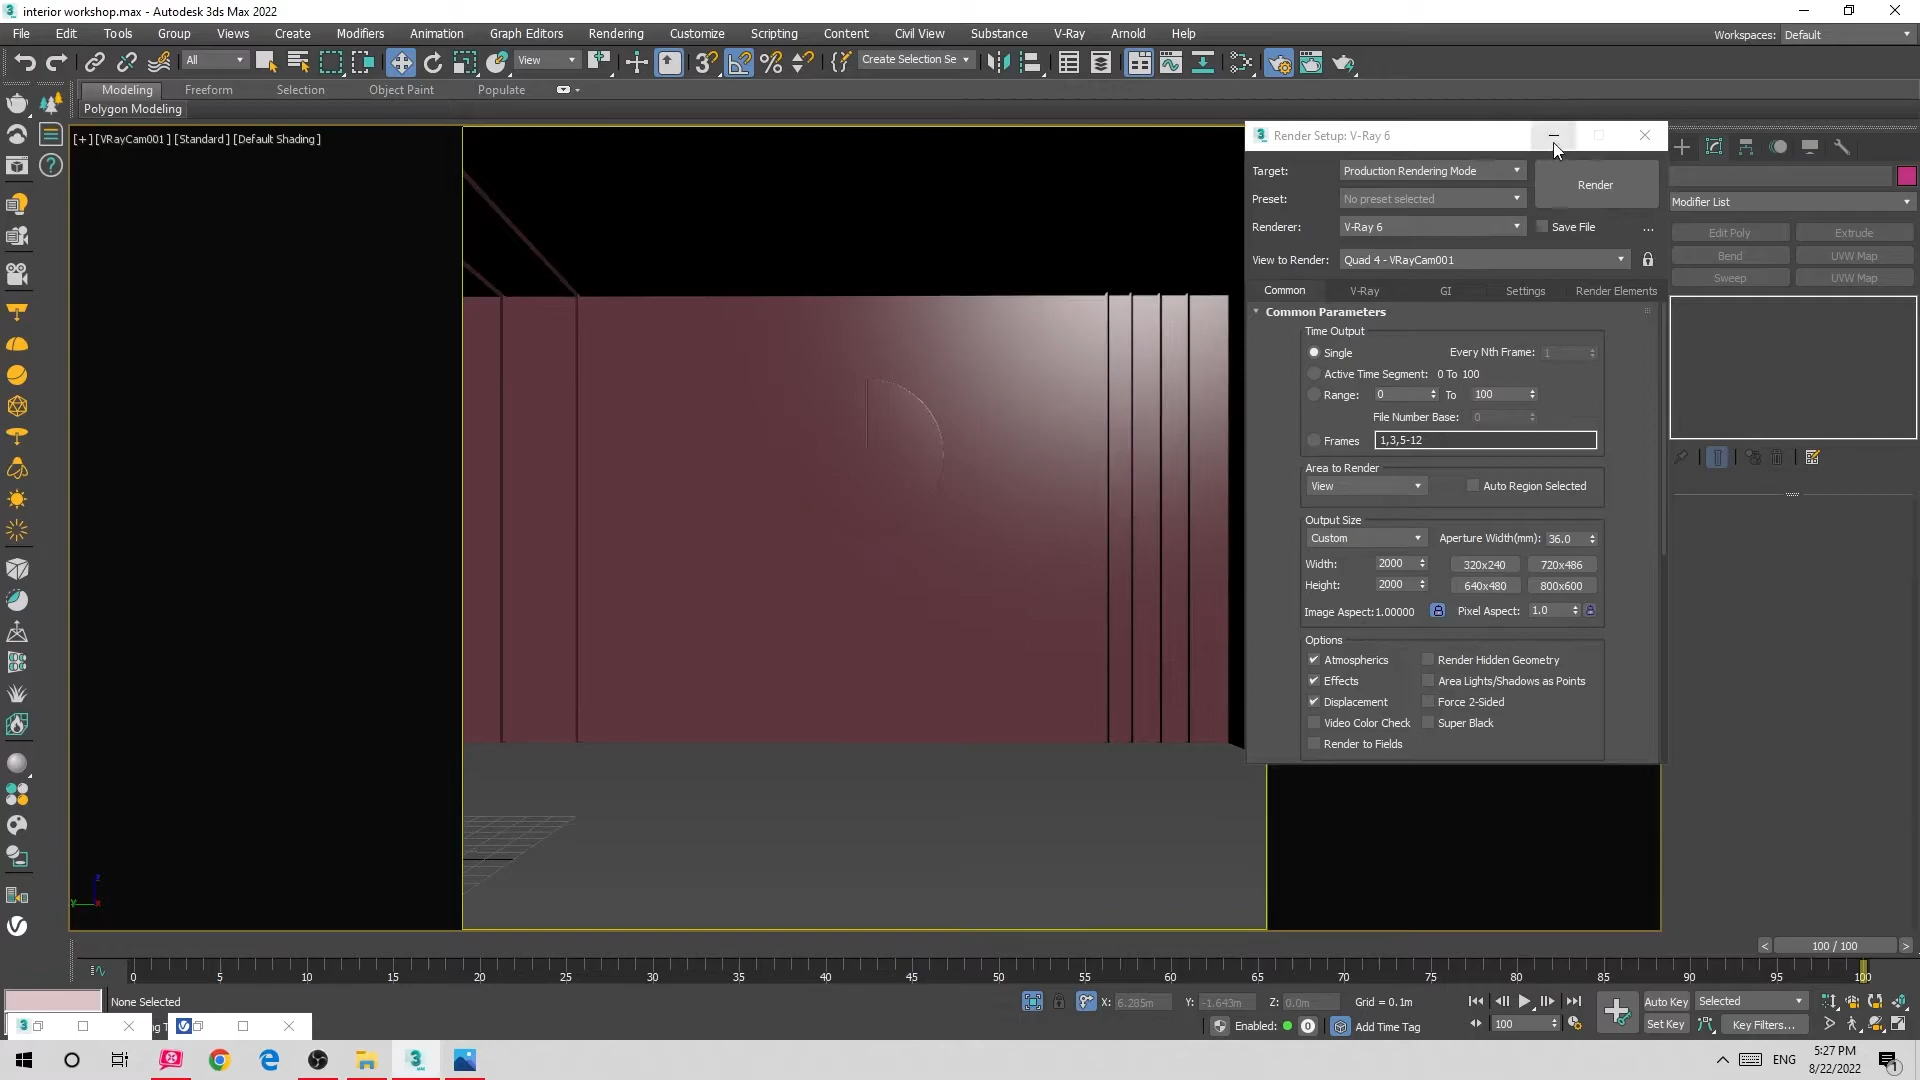 interior workshop.max - Autodesk 3ds Max 2022
File Edit Tools Group Views Create Modifiers Animation Graph Editors Rendering Customize Scripting Content Civil View Substance V-Ray Arnold Help
Workspaces: Default
All View Create Selection Se
Modeling Freeform Selection Object Paint Populate
Polygon Modeling
[+] [VRayCam001] [Standard] [Default Shading]
Render Setup: V-Ray 6
Target: Production Rendering Mode
Render
Preset: No preset selected
Renderer: V-Ray 6
Save File ...
View to Render: Quad 4 - VRayCam001
Common V-Ray GI Settings Render Elements
Common Parameters
Time Output
Single Every Nth Frame: 1
Active Time Segment: 0 To 100
Range: 0 To 100
File Number Base: 0
Frames 1,3,5-12
Area to Render
View Auto Region Selected
Output Size
Custom Aperture Width(mm): 36.0
Width: 2000 320x240 720x486
Height: 2000 640x480 800x600
Image Aspect: 1.00000 Pixel Aspect: 1.0
Options
Atmospherics Render Hidden Geometry
Effects Area Lights/Shadows as Points
Displacement Force 2-Sided
Video Color Check Super Black
Render to Fields
Modifier List
Edit Poly Extrude
Bend UVW Map
Sweep UVW Map
z
y x
< 100 / 100 >
0 5 10 15 20 25 30 35 40 45 50 55 60 65 70 75 80 85 90 95 100
None Selected
X: 6.285m Y: -1.643m Z: 0.0m Grid = 0.1m
Enabled: 0 Add Time Tag
100
Auto Key Selected
Set Key Key Filters...
ENG
5:27 PM
8/22/2022
1